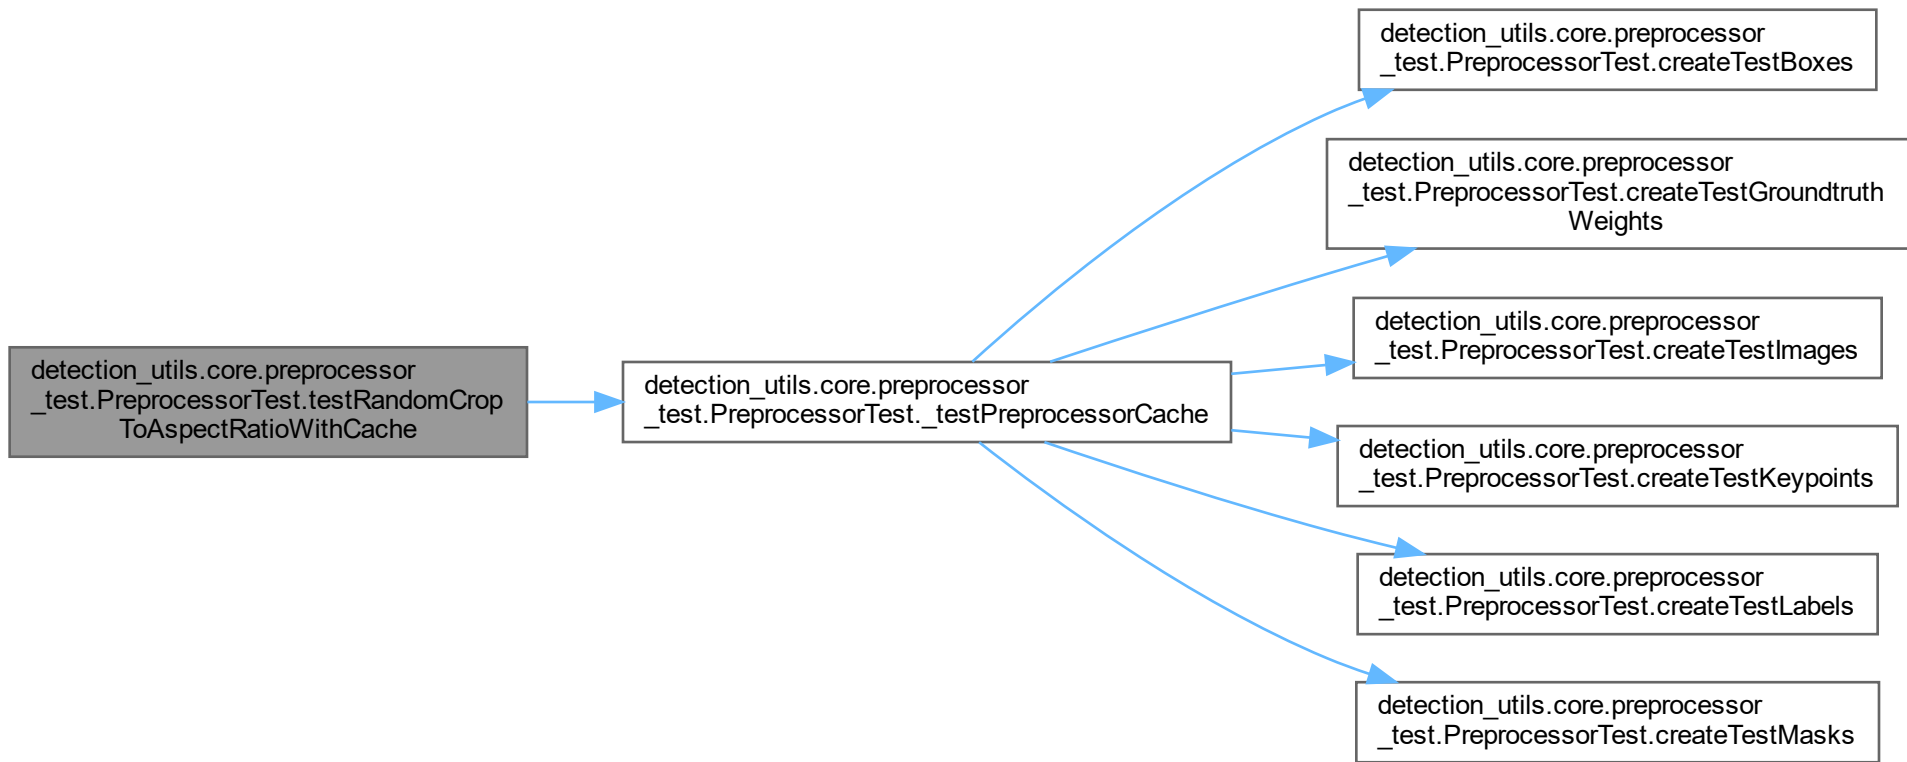 detection_utils.core.preprocessor
_test.PreprocessorTest.testRandomCrop
ToAspectRatioWithCache
detection_utils.core.preprocessor
_test.PreprocessorTest._testPreprocessorCache
detection_utils.core.preprocessor
_test.PreprocessorTest.createTestBoxes
detection_utils.core.preprocessor
_test.PreprocessorTest.createTestGroundtruth
Weights
detection_utils.core.preprocessor
_test.PreprocessorTest.createTestImages
detection_utils.core.preprocessor
_test.PreprocessorTest.createTestKeypoints
detection_utils.core.preprocessor
_test.PreprocessorTest.createTestLabels
detection_utils.core.preprocessor
_test.PreprocessorTest.createTestMasks